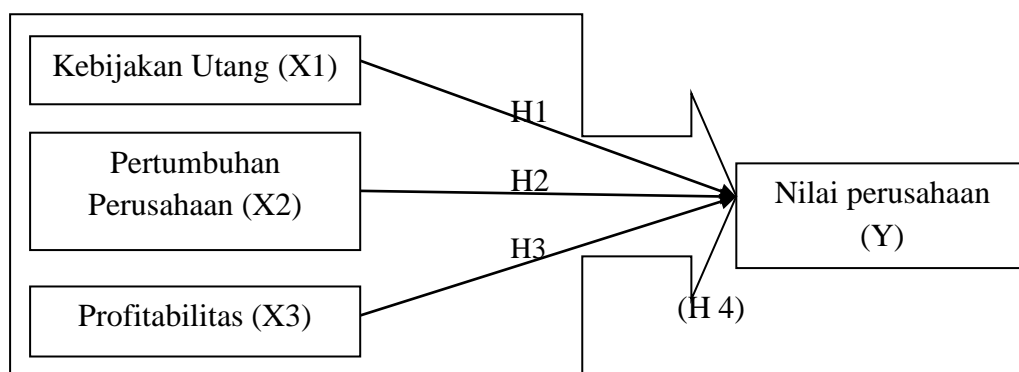 Kebijakan Utang (X1)
H1
Pertumbuhan
Perusahaan (X2)
H2
Nilai perusahaan
(Y)
H3
Profitabilitas (X3)
(H 4)